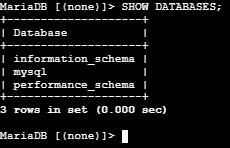 MariaDB [(none)]> SHOW DATABASES;
+--------------------+
| Database           |
+--------------------+
| information_schema |
| mysql              |
| performance_schema |
+--------------------+
3 rows in set (0.000 sec)
MariaDB [(none)]>